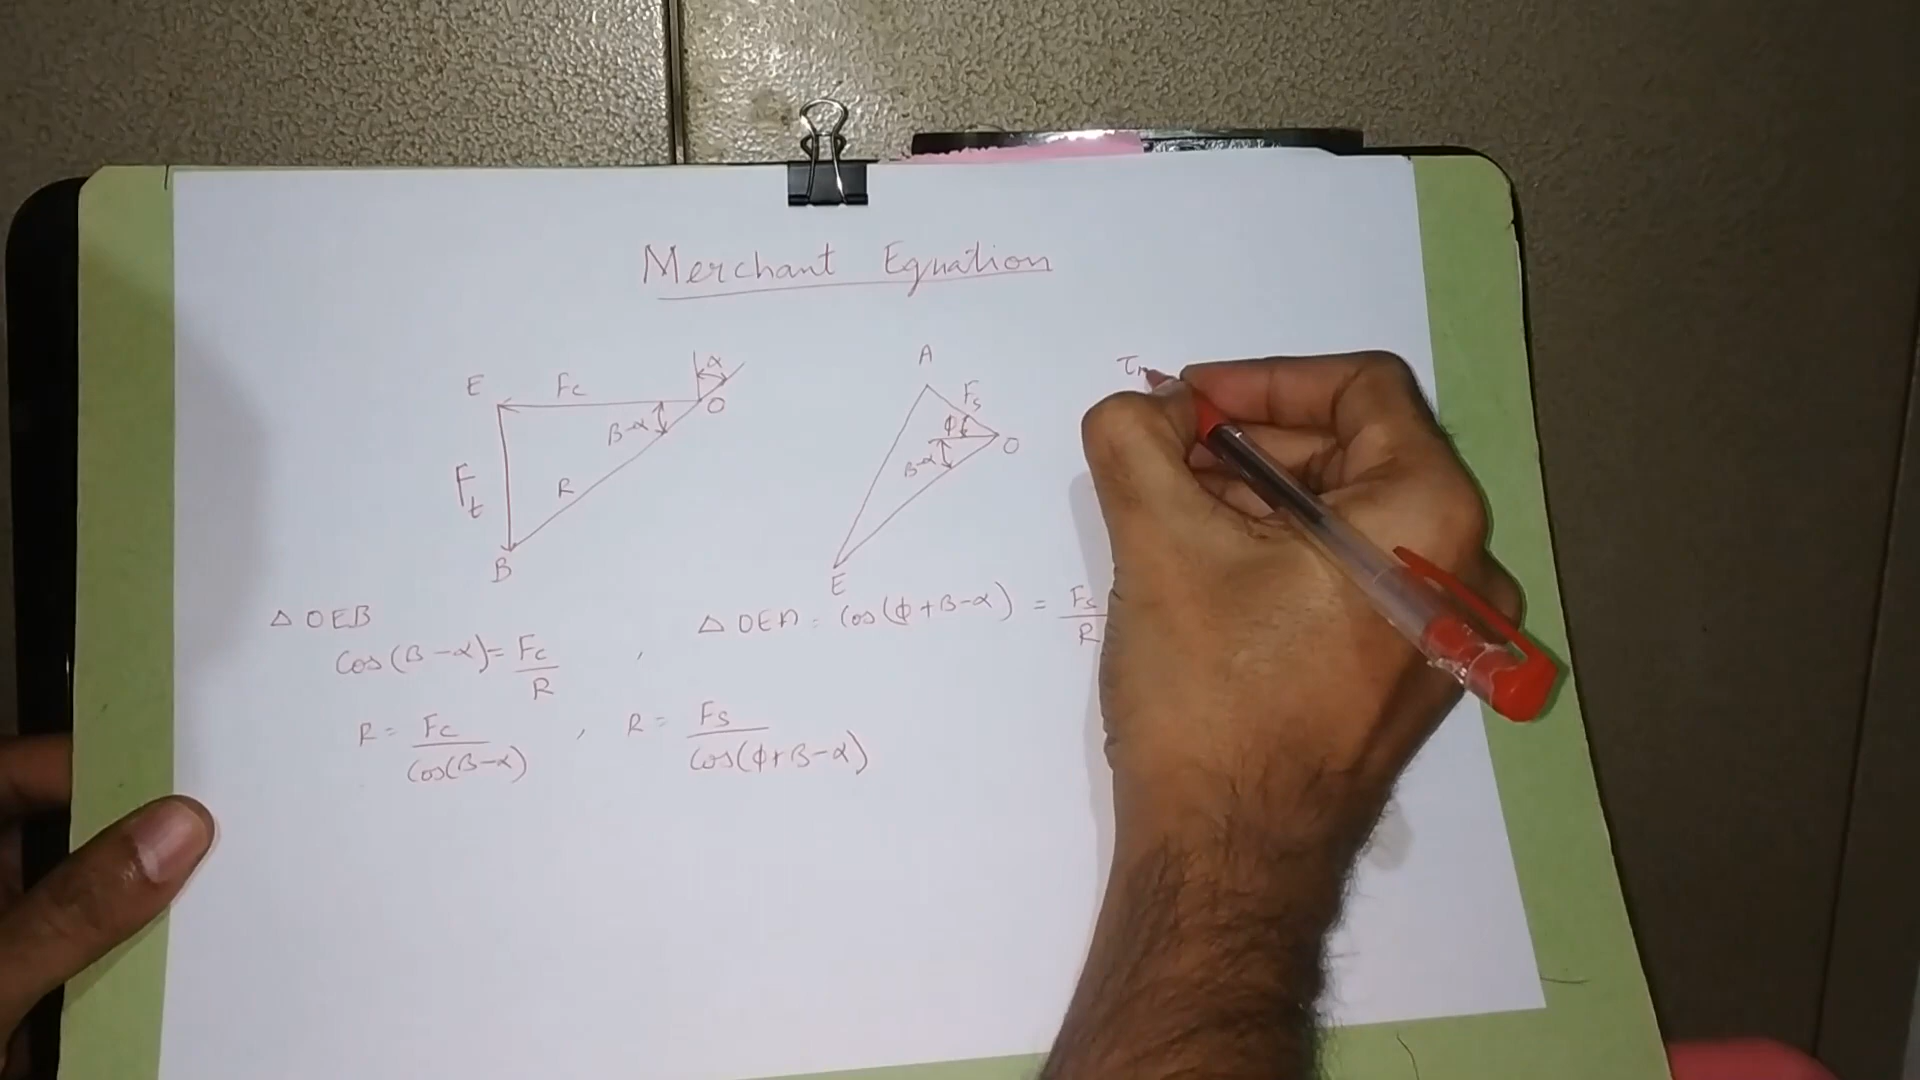 Merchant Equation
E Fc α O
β-α
Ft R
B
A
Fs
ϕ O
β-α
E
τ
△ OEB
Cos(β-α)= Fc/R ,
△ OEA = Cos(ϕ+β-α) = Fs/R
R= Fc/Cos(β-α) , R= Fs/Cos(ϕ+β-α)